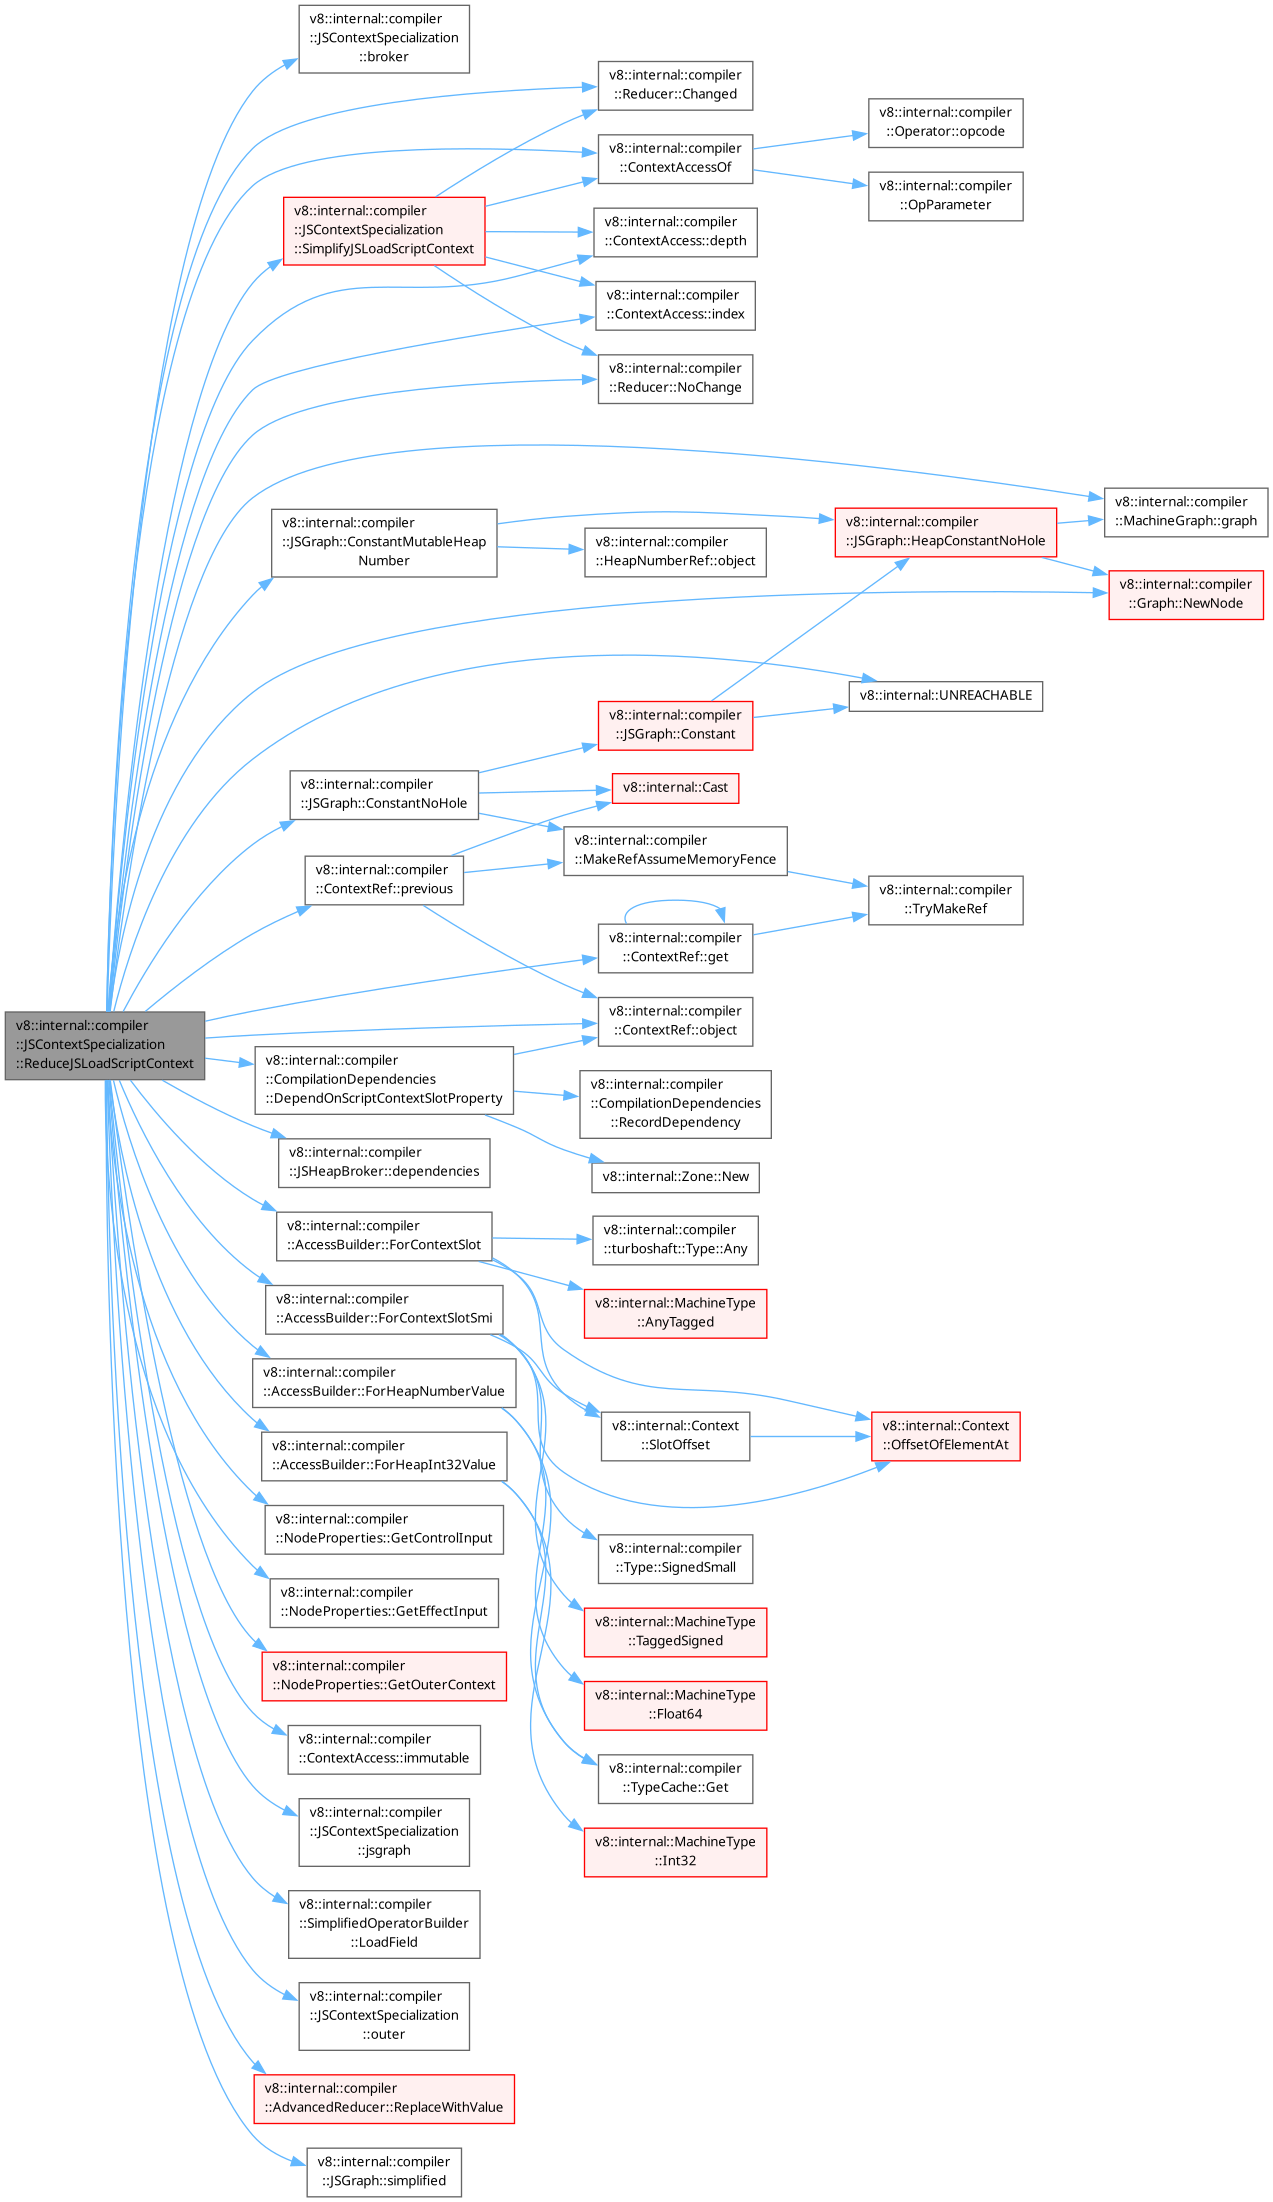 v8::internal::compiler
::JSContextSpecialization
::broker
v8::internal::compiler
::Reducer::Changed
v8::internal::compiler
::Operator::opcode
v8::internal::compiler
::ContextAccessOf
v8::internal::compiler
::OpParameter
v8::internal::compiler
::JSContextSpecialization
::SimplifyJSLoadScriptContext
v8::internal::compiler
::ContextAccess::depth
v8::internal::compiler
::ContextAccess::index
v8::internal::compiler
::Reducer::NoChange
v8::internal::compiler
::MachineGraph::graph
v8::internal::compiler
::JSGraph::ConstantMutableHeap
Number
v8::internal::compiler
::JSGraph::HeapConstantNoHole
v8::internal::compiler
::HeapNumberRef::object
v8::internal::compiler
::Graph::NewNode
v8::internal::UNREACHABLE
v8::internal::compiler
::JSGraph::Constant
v8::internal::compiler
::JSGraph::ConstantNoHole
v8::internal::Cast
v8::internal::compiler
::MakeRefAssumeMemoryFence
v8::internal::compiler
::ContextRef::previous
v8::internal::compiler
::TryMakeRef
v8::internal::compiler
::ContextRef::get
v8::internal::compiler
::ContextRef::object
v8::internal::compiler
::JSContextSpecialization
::ReduceJSLoadScriptContext
v8::internal::compiler
::CompilationDependencies
::DependOnScriptContextSlotProperty
v8::internal::compiler
::CompilationDependencies
::RecordDependency
v8::internal::compiler
::JSHeapBroker::dependencies
v8::internal::Zone::New
v8::internal::compiler
::AccessBuilder::ForContextSlot
v8::internal::compiler
::turboshaft::Type::Any
v8::internal::compiler
::AccessBuilder::ForContextSlotSmi
v8::internal::MachineType
::AnyTagged
v8::internal::compiler
::AccessBuilder::ForHeapNumberValue
v8::internal::Context
::SlotOffset
v8::internal::Context
::OffsetOfElementAt
v8::internal::compiler
::AccessBuilder::ForHeapInt32Value
v8::internal::compiler
::NodeProperties::GetControlInput
v8::internal::compiler
::Type::SignedSmall
v8::internal::compiler
::NodeProperties::GetEffectInput
v8::internal::MachineType
::TaggedSigned
v8::internal::compiler
::NodeProperties::GetOuterContext
v8::internal::MachineType
::Float64
v8::internal::compiler
::ContextAccess::immutable
v8::internal::compiler
::TypeCache::Get
v8::internal::compiler
::JSContextSpecialization
::jsgraph
v8::internal::MachineType
::Int32
v8::internal::compiler
::SimplifiedOperatorBuilder
::LoadField
v8::internal::compiler
::JSContextSpecialization
::outer
v8::internal::compiler
::AdvancedReducer::ReplaceWithValue
v8::internal::compiler
::JSGraph::simplified